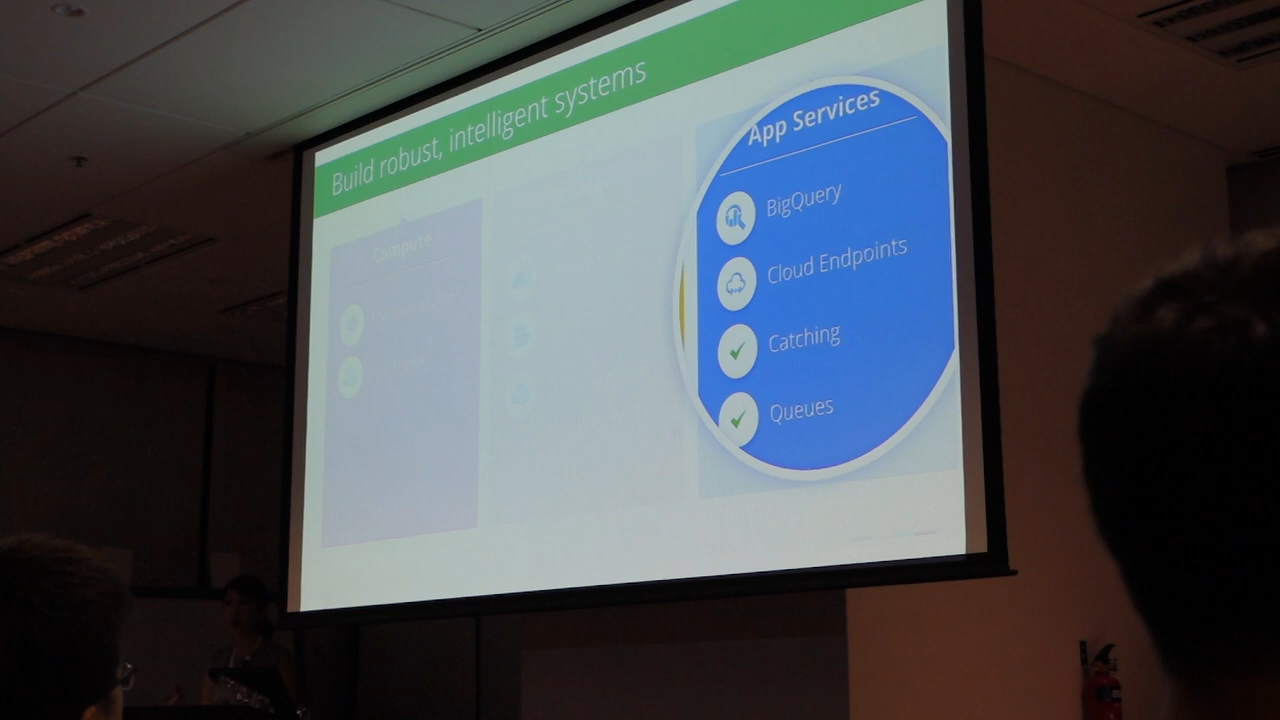 Build robust, intelligent systems
Compute
App Services
BigQuery
Cloud Endpoints
Catching
Queues